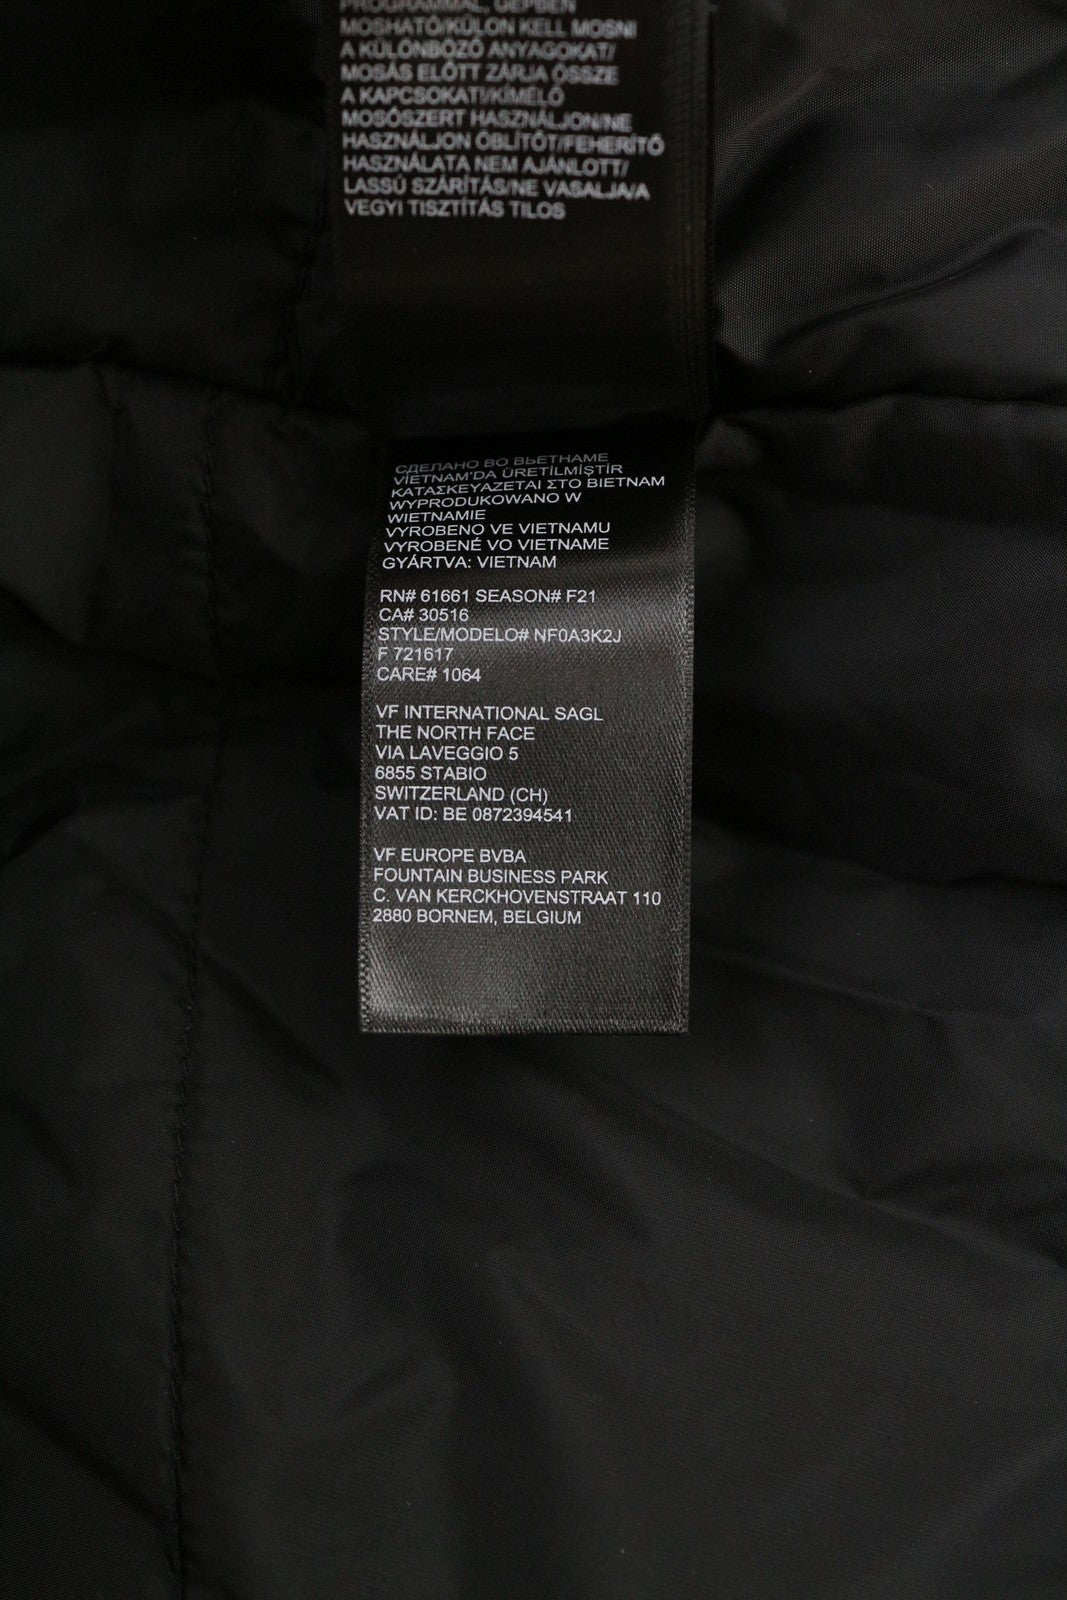 PROGRAMMAL, GÉPBEN
MOSHATÓ/KÜLÖN KELL MOSNI
A KÜLÖNBÖZŐ ANYAGOKAT/
MOSÁS ELŐTT ZÁRJA ÖSSZE
A KAPCSOKAT/KÍMÉLŐ
MOSÓSZERT HASZNÁLJON/NE
HASZNÁLJON ÖBLÍTŐT/FEHÉRÍTŐ
HASZNÁLATA NEM AJÁNLOTT/
LASSÚ SZÁRÍTÁS/NE VASALJA/A
VEGYI TISZTÍTÁS TILOS
СДЕЛАНО ВО ВЬЕТНАМЕ
VİETNAM'DA ÜRETİLMİŞTİR
ΚΑΤΑΣΚΕΥΑΖΕΤΑΙ ΣΤΟ ΒΙΕΤΝΑΜ
WYPRODUKOWANO W
WIETNAMIE
VYROBENO VE VIETNAMU
VYROBENÉ VO VIETNAME
GYÁRTVA: VIETNAM
RN# 61661 SEASON# F21
CA# 30516
STYLE/MODELO# NF0A3K2J
F 721617
CARE# 1064
VF INTERNATIONAL SAGL
THE NORTH FACE
VIA LAVEGGIO 5
6855 STABIO
SWITZERLAND (CH)
VAT ID: BE 0872394541
VF EUROPE BVBA
FOUNTAIN BUSINESS PARK
C. VAN KERCKHOVENSTRAAT 110
2880 BORNEM, BELGIUM